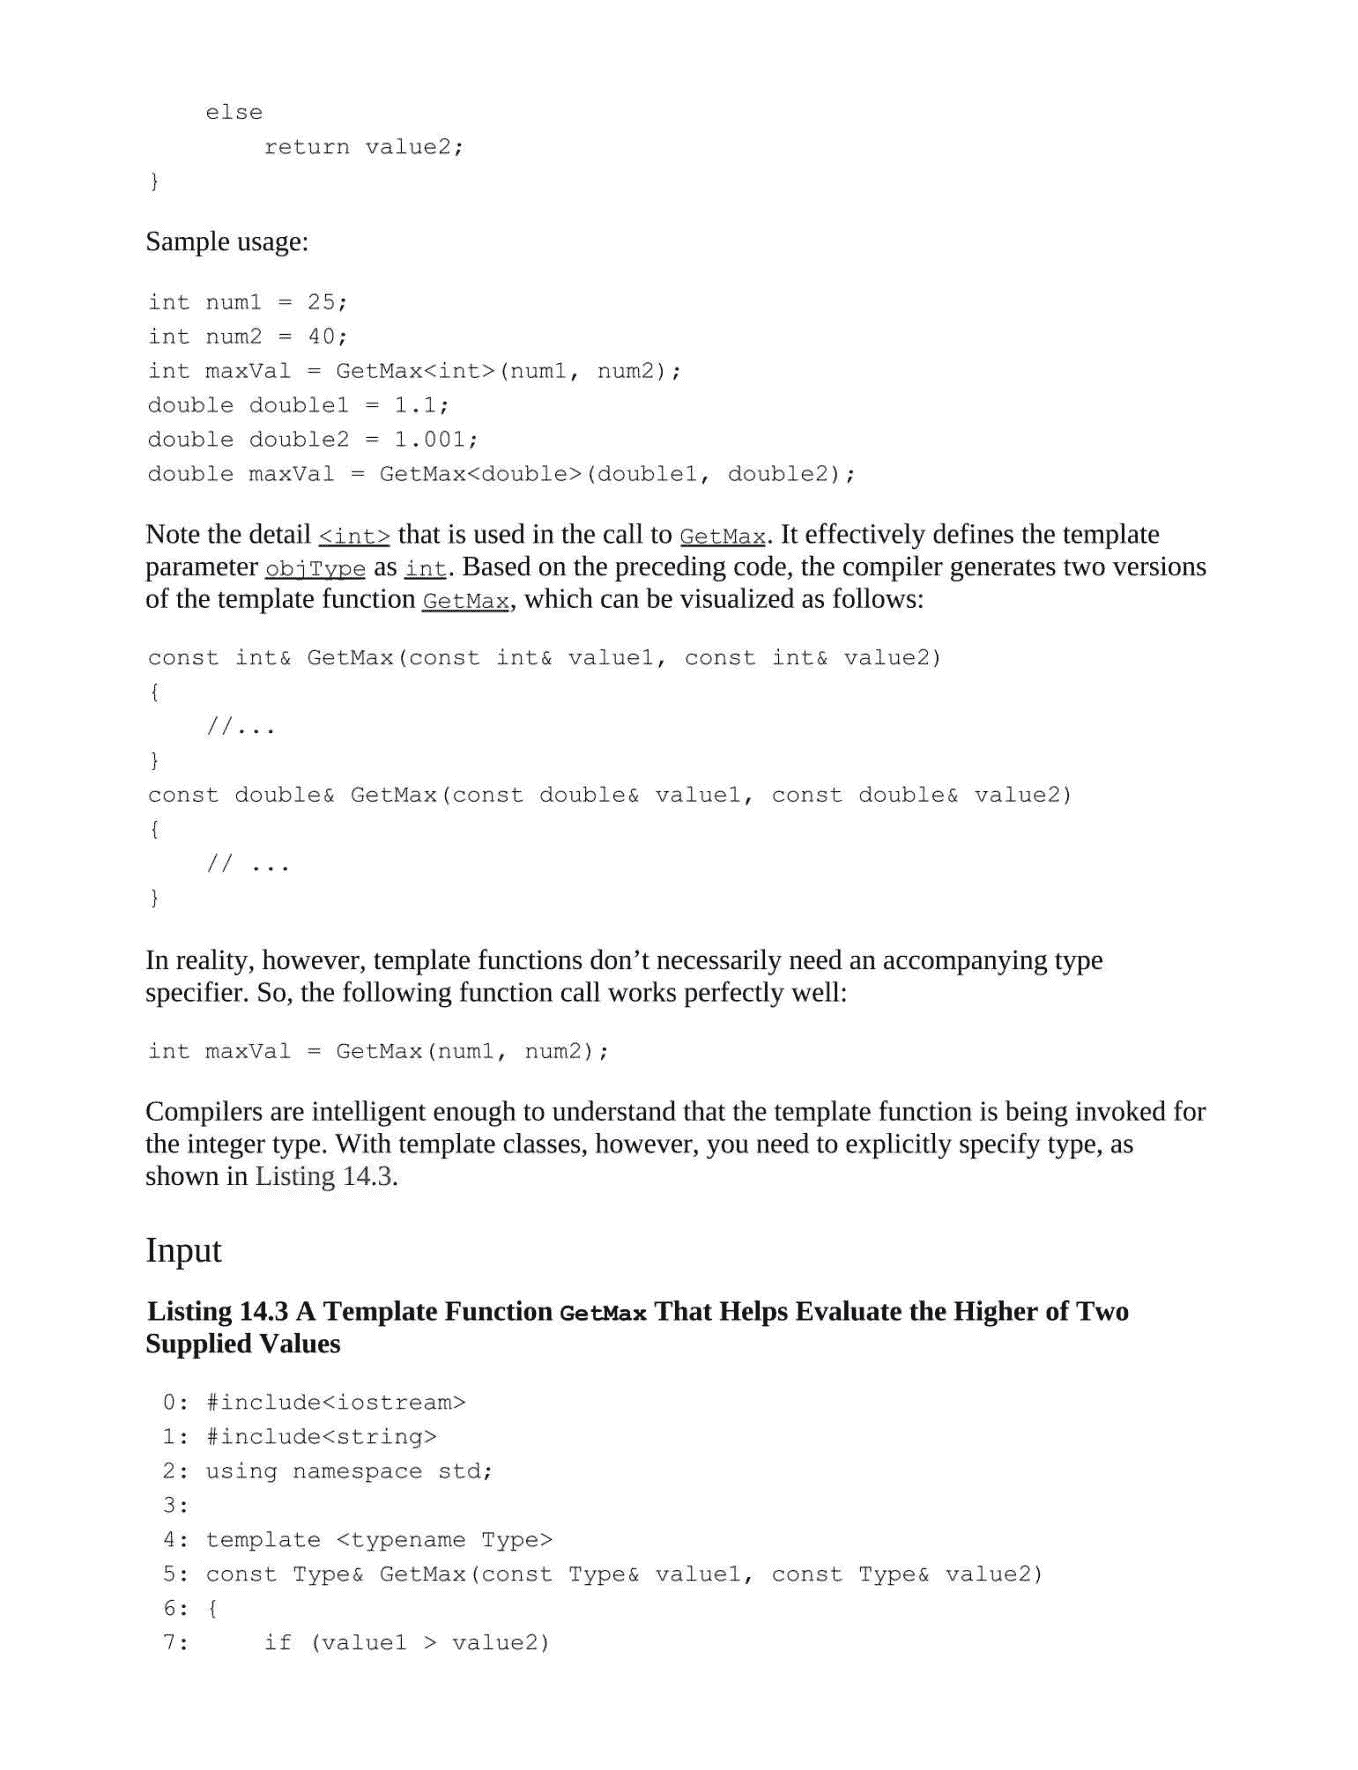 else
        return value2;
}
Sample usage:
int num1 = 25;
int num2 = 40;
int maxVal = GetMax<int>(num1, num2);
double double1 = 1.1;
double double2 = 1.001;
double maxVal = GetMax<double>(double1, double2);
Note the detail <int> that is used in the call to GetMax. It effectively defines the template
parameter objType as int. Based on the preceding code, the compiler generates two versions
of the template function GetMax, which can be visualized as follows:
const int& GetMax(const int& value1, const int& value2)
{
    //...
}
const double& GetMax(const double& value1, const double& value2)
{
    // ...
}
In reality, however, template functions don’t necessarily need an accompanying type
specifier. So, the following function call works perfectly well:
int maxVal = GetMax(num1, num2);
Compilers are intelligent enough to understand that the template function is being invoked for
the integer type. With template classes, however, you need to explicitly specify type, as
shown in Listing 14.3.
Input
Listing 14.3 A Template Function GetMax That Helps Evaluate the Higher of Two
Supplied Values
0: #include<iostream>
1: #include<string>
2: using namespace std;
3:
4: template <typename Type>
5: const Type& GetMax(const Type& value1, const Type& value2)
6: {
7:     if (value1 > value2)